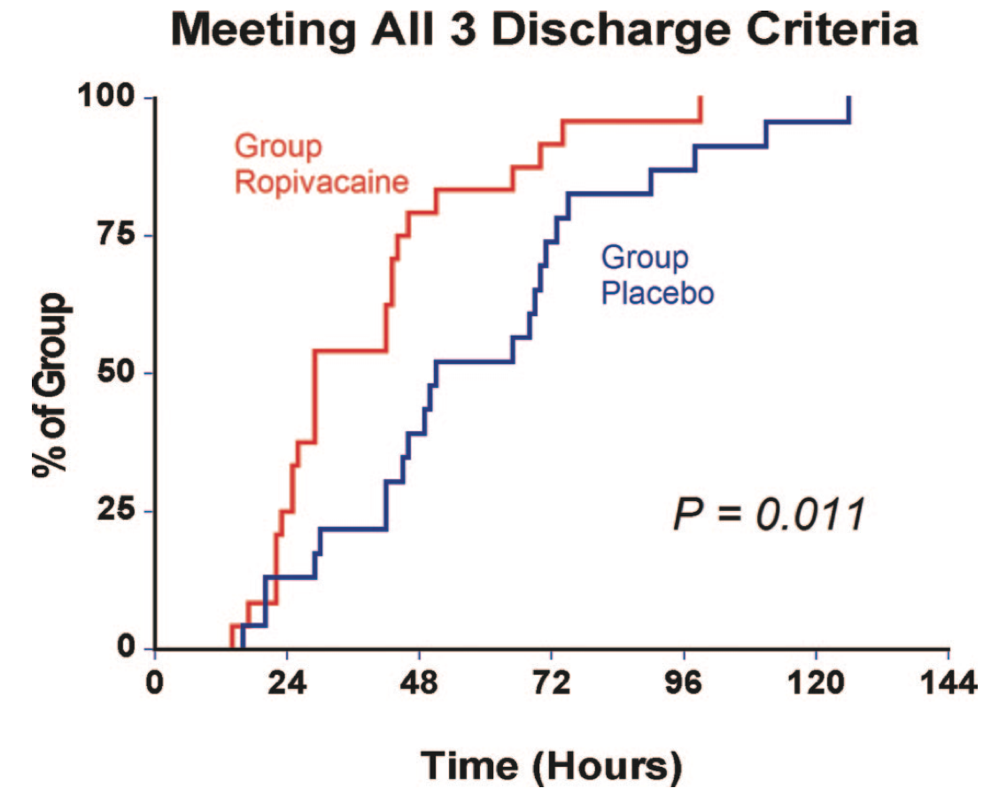 Meeting All 3 Discharge Criteria
100
Group
Ropivacaine
75
Group
Placebo
% of Group
50
25
P = 0.011
0
0 24 48 72 96 120 144
Time (Hours)